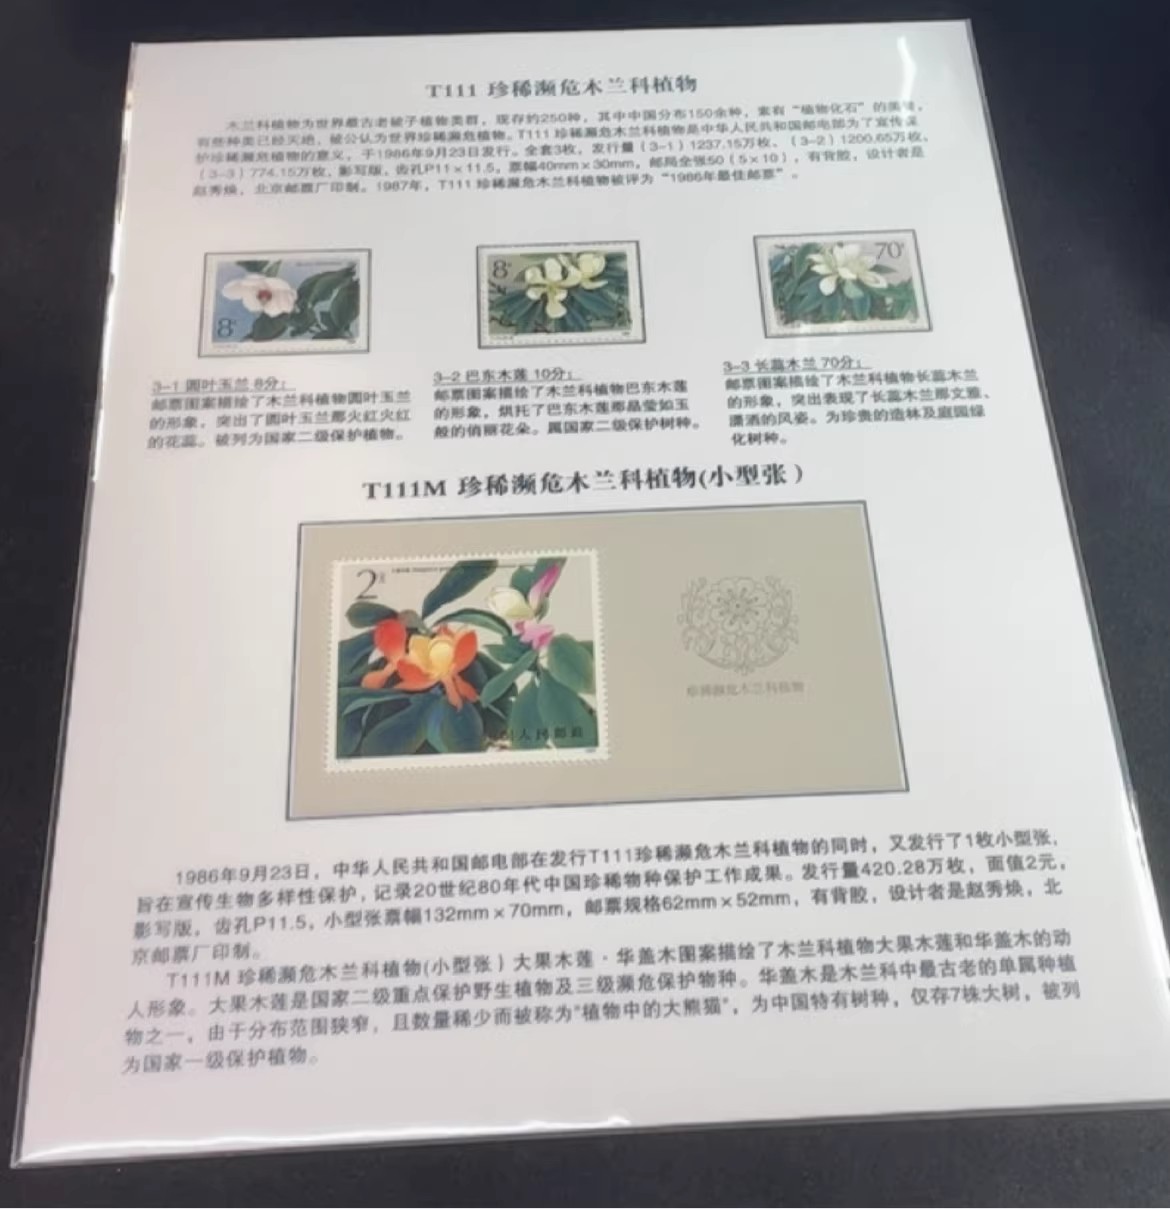 T111 珍稀濒危木兰科植物
木兰科植物为世界最古老被子植物类群，现存约250种，其中中国分布150余种，素有“植物化石”的美誉，
有些种类已经灭绝，被公认为世界珍稀濒危植物。T111 珍稀濒危木兰科植物是中华人民共和国邮电部为了宣传保
护珍稀濒危植物的意义，于1986年9月23日发行。全套3枚，发行量(3-1) 1237.15万枚、(3-2) 1200.65万枚、
(3-3) 774.15万枚，影写版，齿孔P11×11.5，票幅40mm×30mm，邮局全张50（5×10），有背胶，设计者是
赵秀焕，北京邮票厂印制。1987年，T111 珍稀濒危木兰科植物被评为“1986年最佳邮票”。
8分
8分
70分
3-1 圆叶玉兰 8分：
邮票图案描绘了木兰科植物圆叶玉兰
的形象，突出了圆叶玉兰那火红火红
的花蕊。被列为国家二级保护植物。
3-2 巴东木莲 10分：
邮票图案描绘了木兰科植物巴东木莲
的形象，烘托了巴东木莲那晶莹如玉
般的俏丽花朵。属国家二级保护树种。
3-3 长蕊木兰 70分：
邮票图案描绘了木兰科植物长蕊木兰
的形象，突出表现了长蕊木兰那文雅、
潇洒的风姿。为珍贵的造林及庭园绿
化树种。
T111M 珍稀濒危木兰科植物(小型张）
2元
中国人民邮政
珍稀濒危木兰科植物
1986年9月23日，中华人民共和国邮电部在发行T111珍稀濒危木兰科植物的同时，又发行了1枚小型张，
旨在宣传生物多样性保护，记录20世纪80年代中国珍稀物种保护工作成果。发行量420.28万枚，面值2元，
影写版，齿孔P11.5，小型张票幅132mm×70mm，邮票规格62mm×52mm，有背胶，设计者是赵秀焕，北
京邮票厂印制。
T111M 珍稀濒危木兰科植物(小型张）大果木莲·华盖木图案描绘了木兰科植物大果木莲和华盖木的动
人形象。大果木莲是国家二级重点保护野生植物及三级濒危保护物种。华盖木是木兰科中最古老的单属种植
物之一，由于分布范围狭窄，且数量稀少而被称为“植物中的大熊猫”，为中国特有树种，仅存7株大树，被列
为国家一级保护植物。